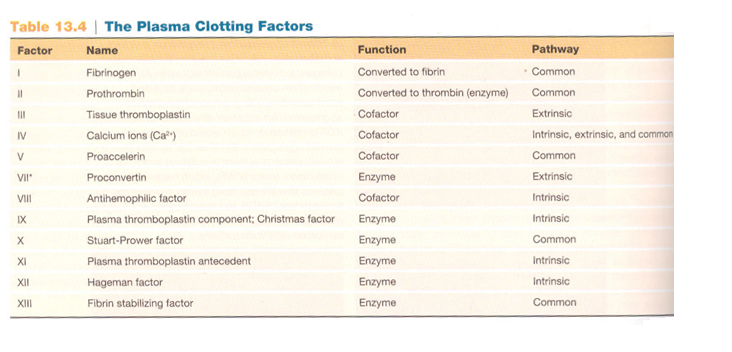 Table 13.4 | The Plasma Clotting Factors
Factor Name Function Pathway
I Fibrinogen Converted to fibrin Common
II Prothrombin Converted to thrombin (enzyme) Common
III Tissue thromboplastin Cofactor Extrinsic
IV Calcium ions (Ca²⁺) Cofactor Intrinsic, extrinsic, and common
V Proaccelerin Cofactor Common
VII* Proconvertin Enzyme Extrinsic
VIII Antihemophilic factor Cofactor Intrinsic
IX Plasma thromboplastin component; Christmas factor Enzyme Intrinsic
X Stuart-Prower factor Enzyme Common
XI Plasma thromboplastin antecedent Enzyme Intrinsic
XII Hageman factor Enzyme Intrinsic
XIII Fibrin stabilizing factor Enzyme Common